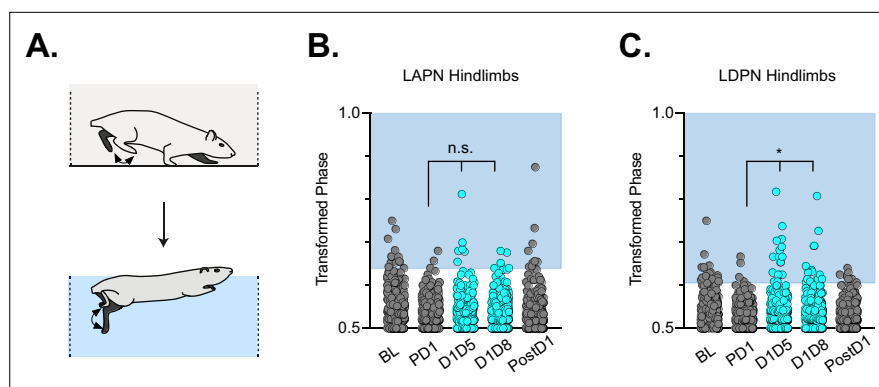 A.
B.
LAPN Hindlimbs
Transformed Phase
1.0
0.5
n.s.
BL
PD1
D1D5
D1D8
PostD1
C.
LDPN Hindlimbs
Transformed Phase
1.0
0.5
*
BL
PD1
D1D5
D1D8
PostD1